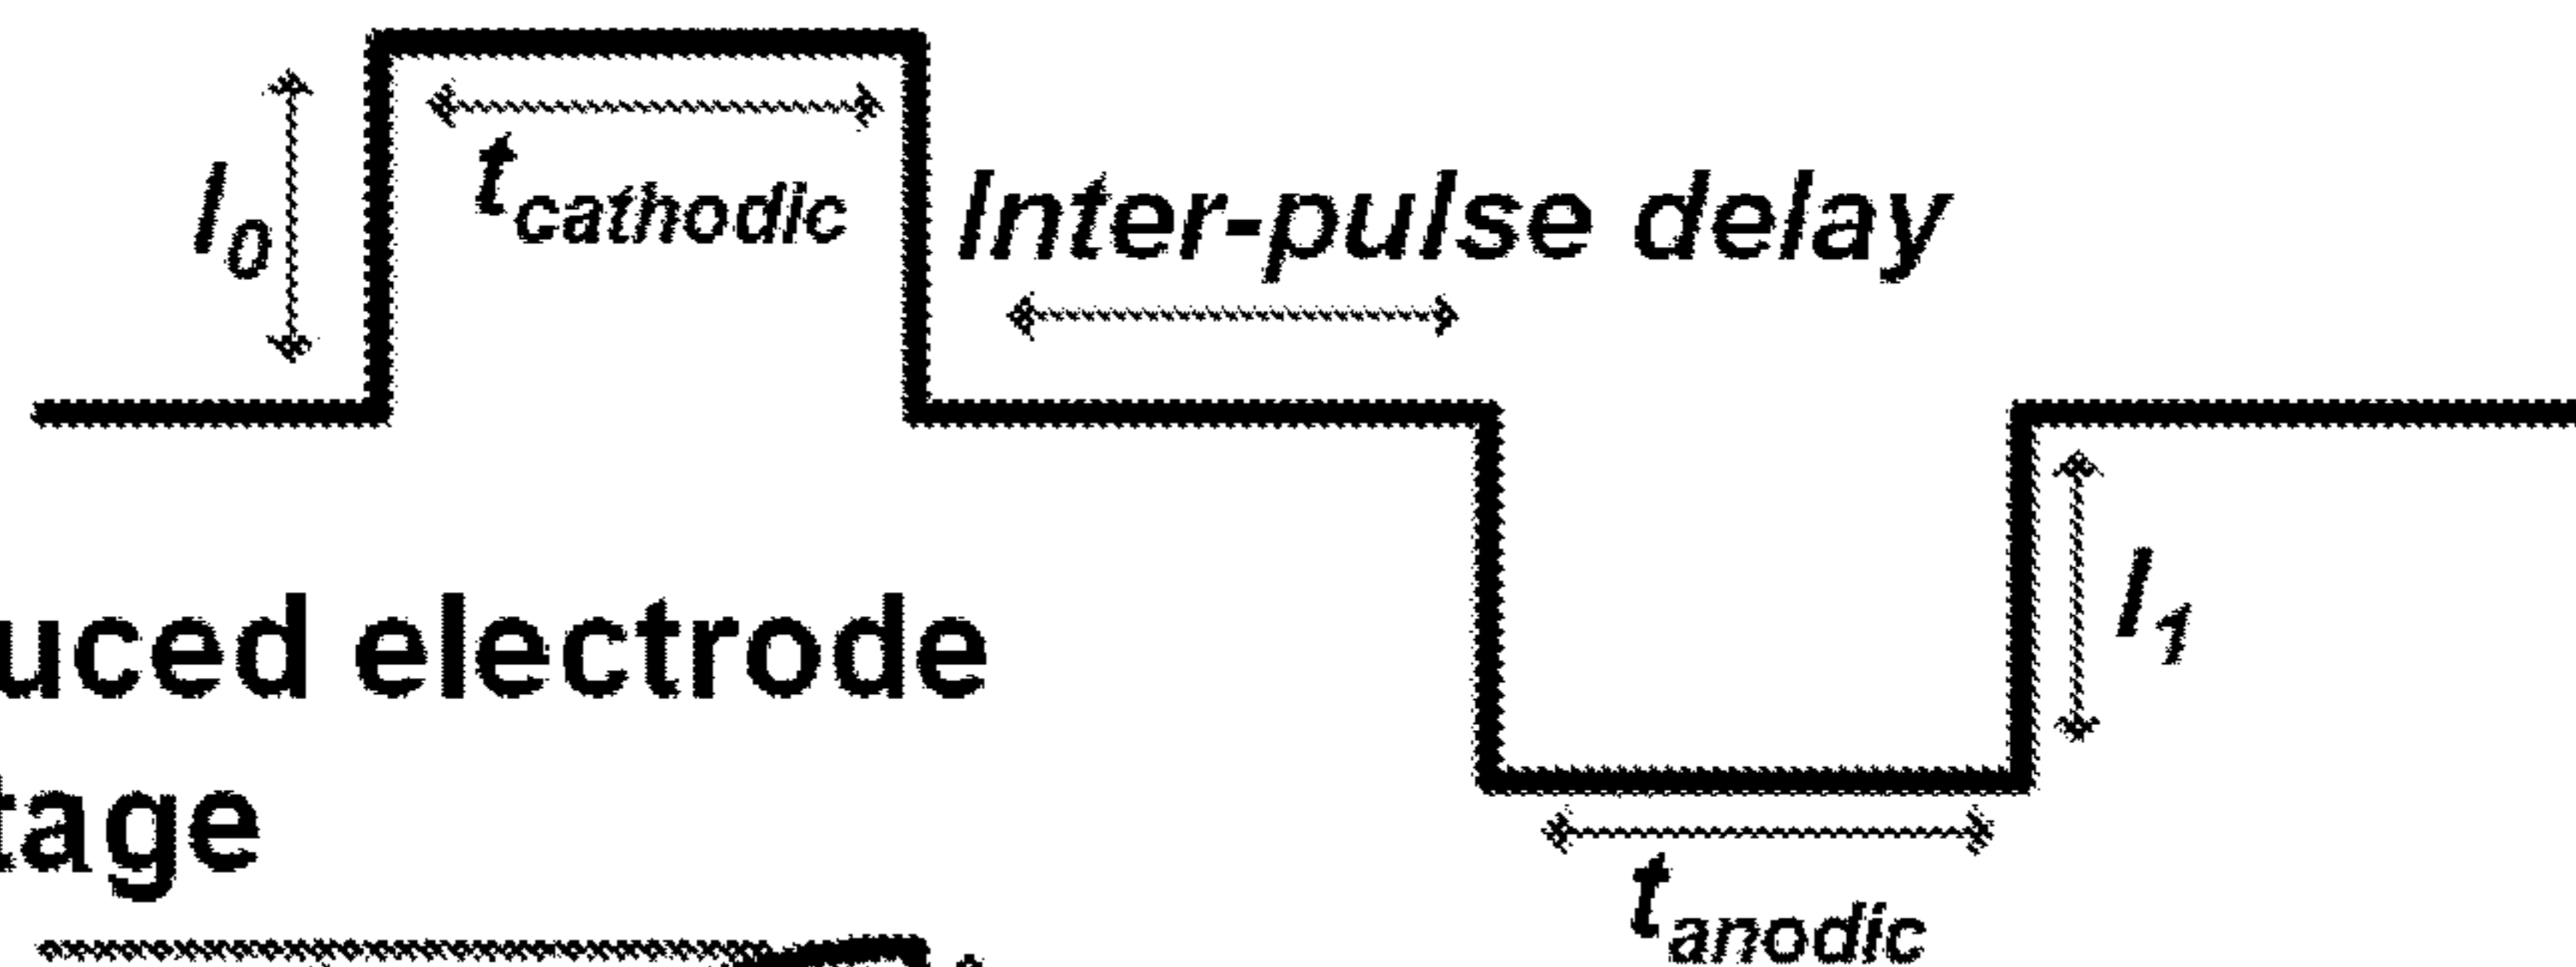 I0
tcathodic
Inter-pulse delay
I1
uced electrode
tage
tanodic